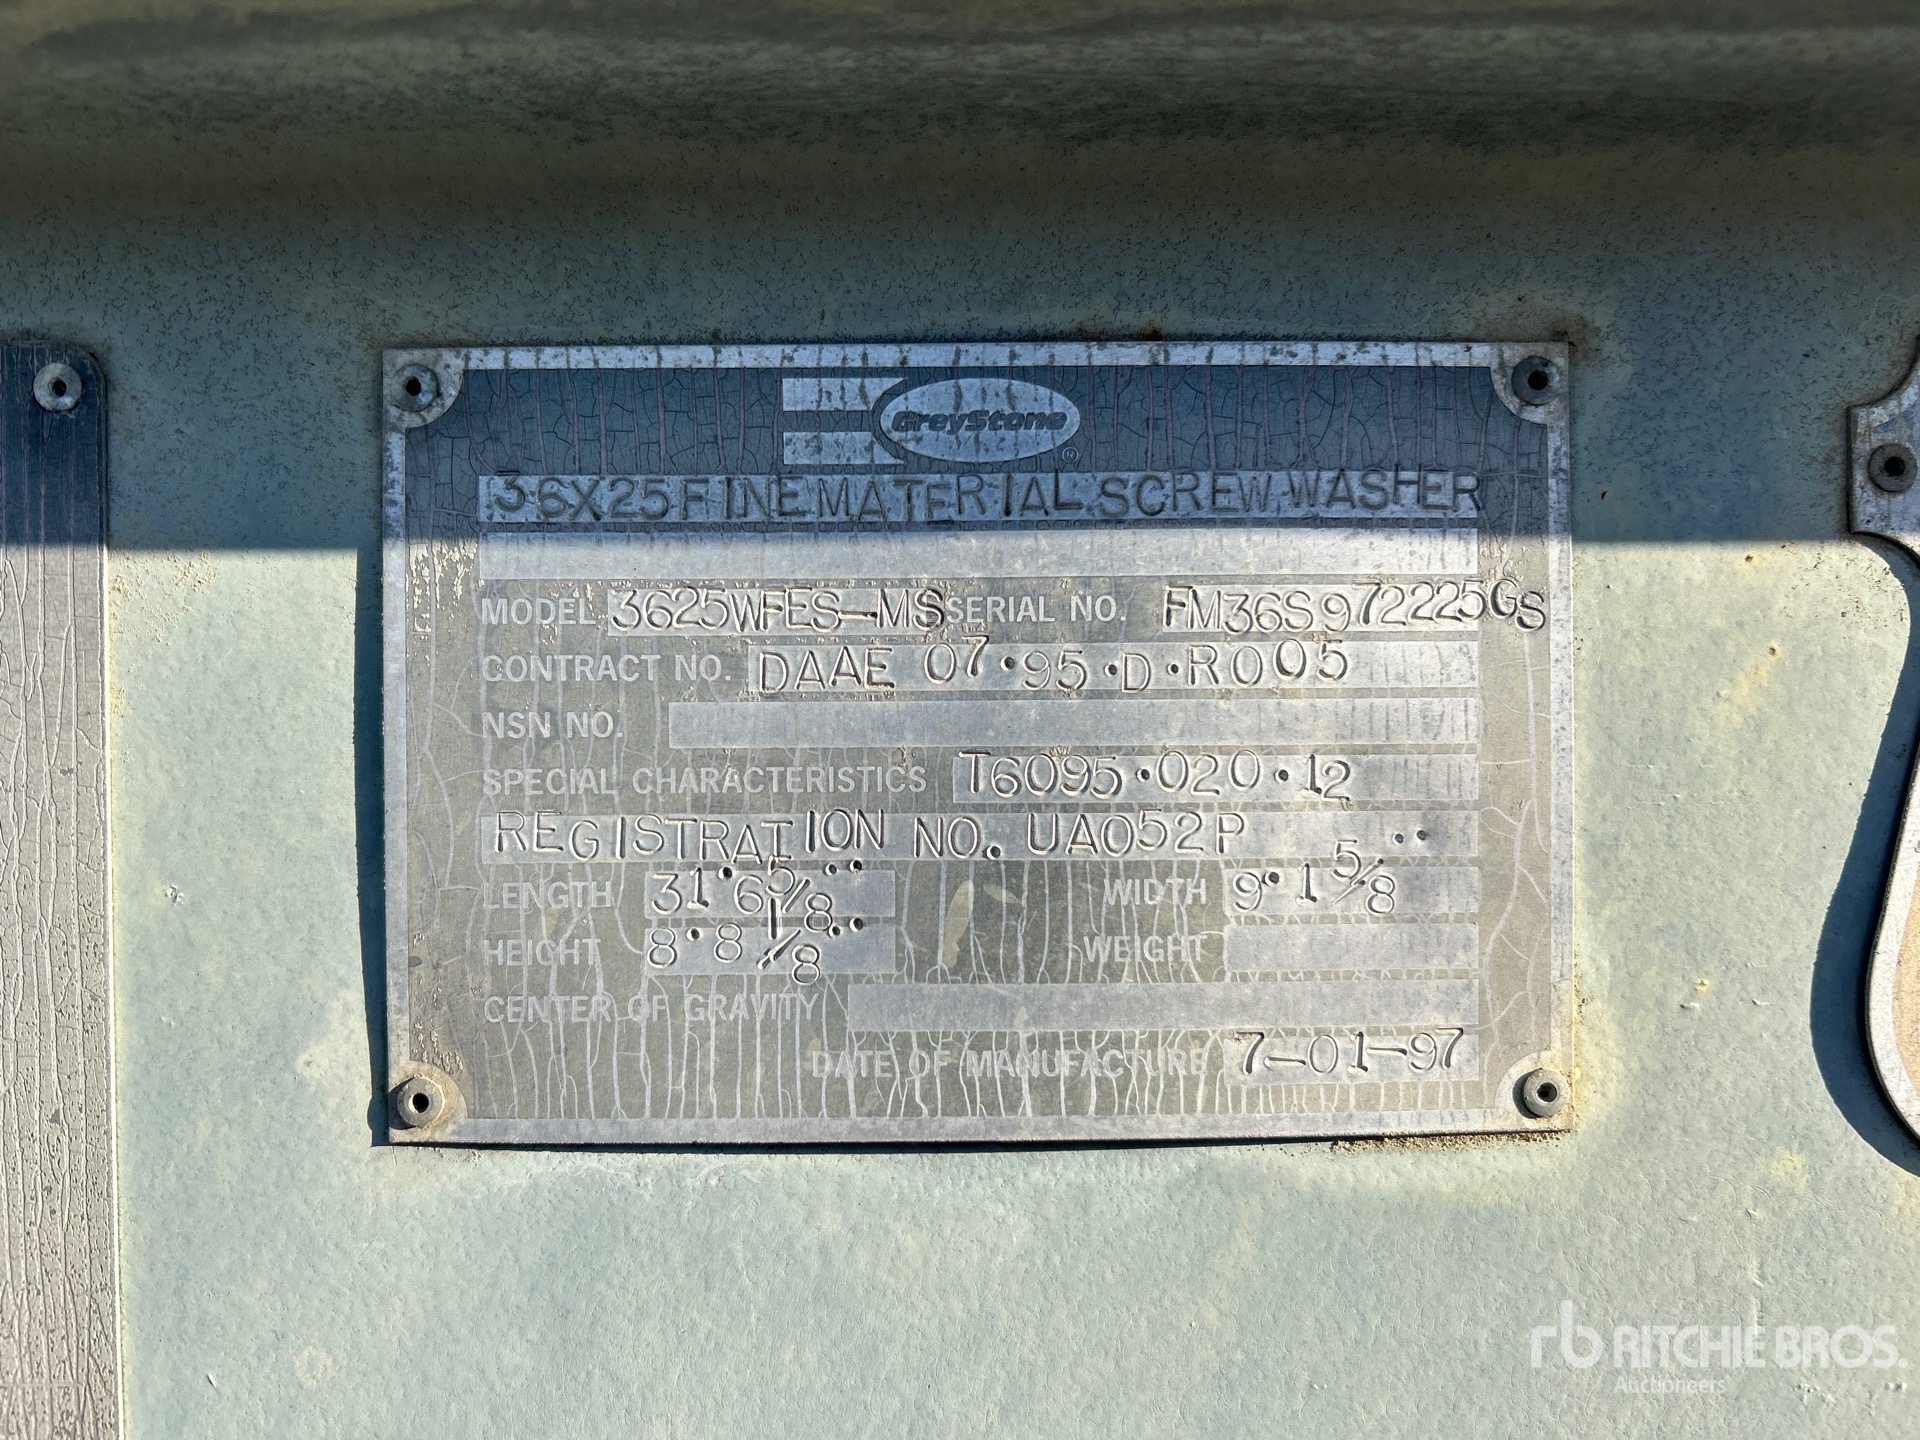 GreyStone ®
36X25 FINE MATERIAL SCREW WASHER
MODEL 3625WFES-MS SERIAL NO. FM36S972225GS
CONTRACT NO. DAAE 07•95•D•R005
NSN NO.
SPECIAL CHARACTERISTICS T6095•020•12
REGISTRATION NO. UA052P
LENGTH 31•6 5/8•• WIDTH 9•1 5/8••
HEIGHT 8•8 1/8•• WEIGHT
CENTER OF GRAVITY
DATE OF MANUFACTURE 7-01-97
rb RITCHIE BROS.
Auctioneers